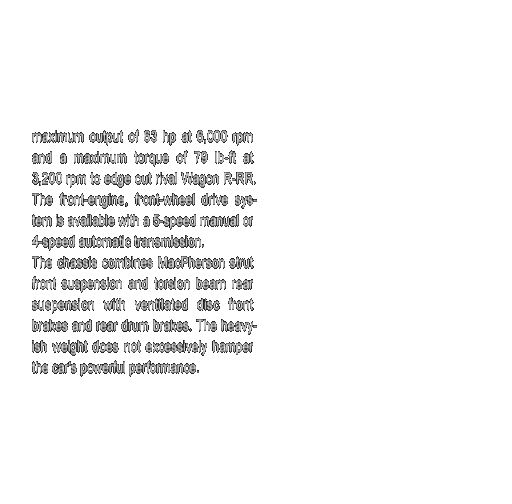 maximum output of 63 hp at 6,000 rpm
and a maximum torque of 79 lb-ft at
3,200 rpm to edge out rival Wagon R-RR.
The front-engine, front-wheel drive sys-
tem is available with a 5-speed manual or
4-speed automatic transmission.
The chassis combines MacPherson strut
front suspension and torsion beam rear
suspension with ventilated disc front
brakes and rear drum brakes. The heavy-
ish weight does not excessively hamper
the car's powerful performance.